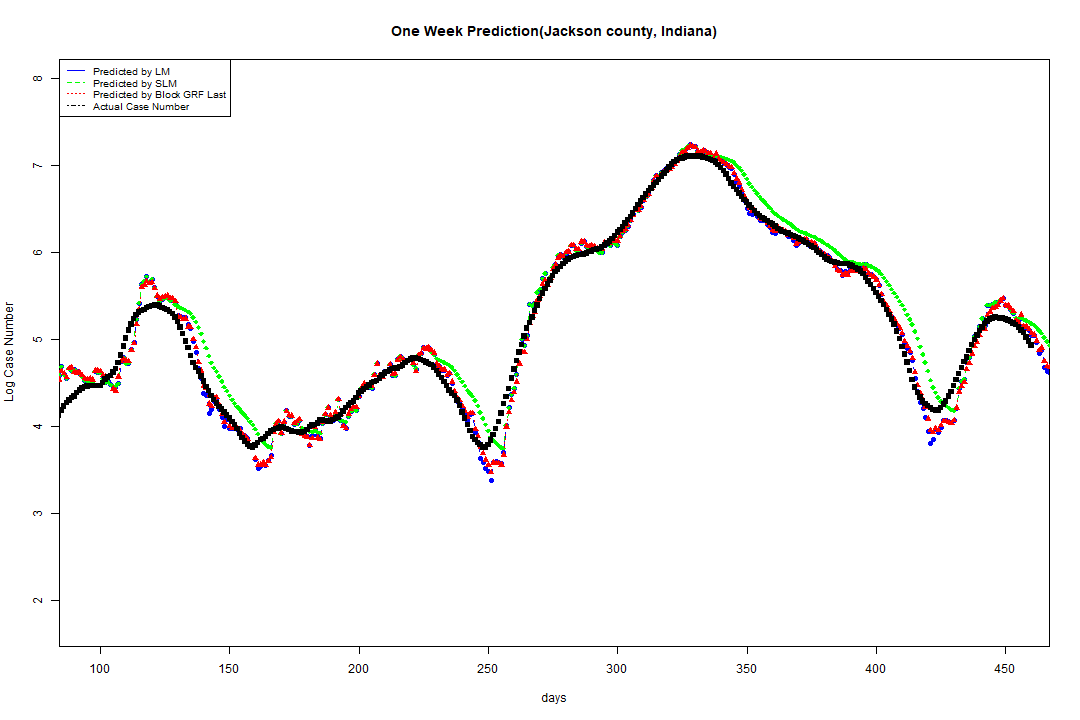 One Week Prediction(Jackson county, Indiana)
Predicted by LM
Predicted by SLM
Predicted by Block GRF Last
Actual Case Number
8
7
6
5
4
3
2
Log Case Number
100 150 200 250 300 350 400 450
days